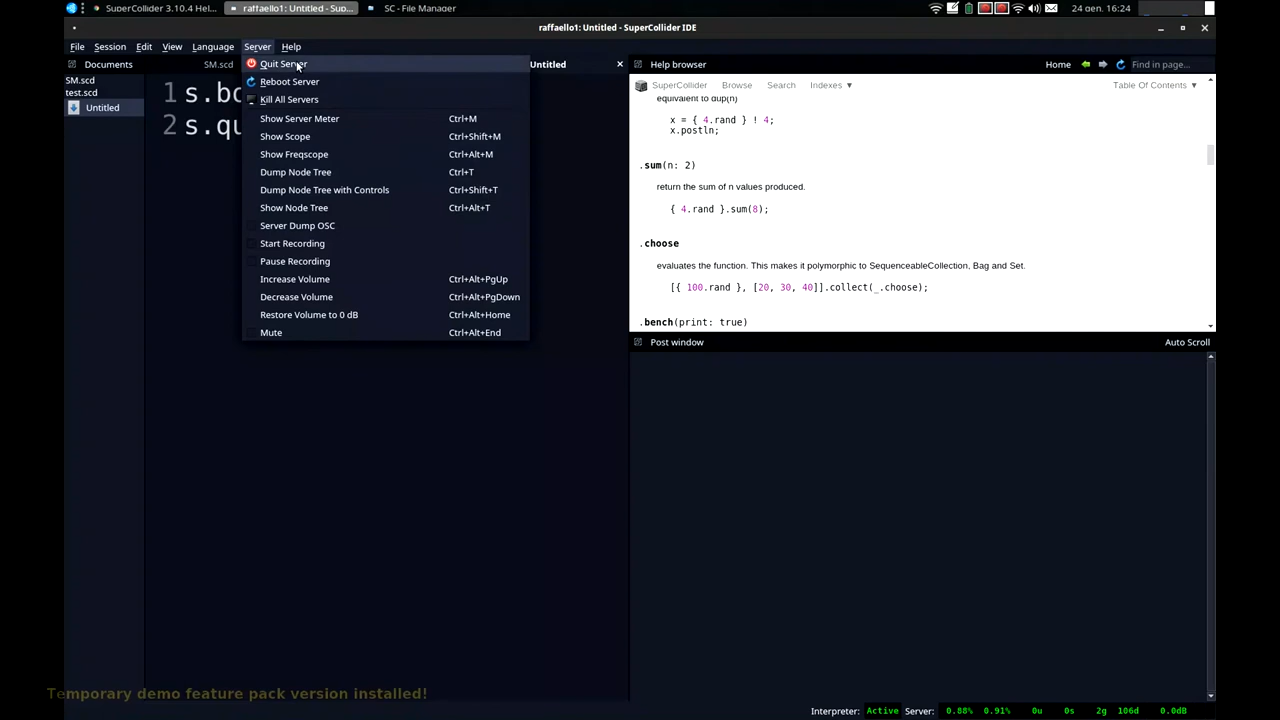 SuperCollider 3.10.4 Hel...
raffaello1: Untitled - Sup...
SC - File Manager
24 gen, 16:24
raffaello1: Untitled - SuperCollider IDE
File Session Edit View Language Server Help
Documents
SM.scd
Untitled
SM.scd
test.scd
Untitled
1 s.bo
2 s.qu
Quit Server
Reboot Server
Kill All Servers
Show Server Meter Ctrl+M
Show Scope Ctrl+Shift+M
Show Freqscope Ctrl+Alt+M
Dump Node Tree Ctrl+T
Dump Node Tree with Controls Ctrl+Shift+T
Show Node Tree Ctrl+Alt+T
Server Dump OSC
Start Recording
Pause Recording
Increase Volume Ctrl+Alt+PgUp
Decrease Volume Ctrl+Alt+PgDown
Restore Volume to 0 dB Ctrl+Alt+Home
Mute Ctrl+Alt+End
Help browser
Home
Find in page...
SuperCollider Browse Search Indexes ▼
Table Of Contents ▼
equivalent to dup(n)
x = { 4.rand } ! 4;
x.postln;
.sum(n: 2)
return the sum of n values produced.
{ 4.rand }.sum(8);
.choose
evaluates the function. This makes it polymorphic to SequenceableCollection, Bag and Set.
[{ 100.rand }, [20, 30, 40]].collect(_.choose);
.bench(print: true)
Post window
Auto Scroll
Temporary demo feature pack version installed!
Interpreter: Active Server: 0.88% 0.91% 0u 0s 2g 106d 0.0dB